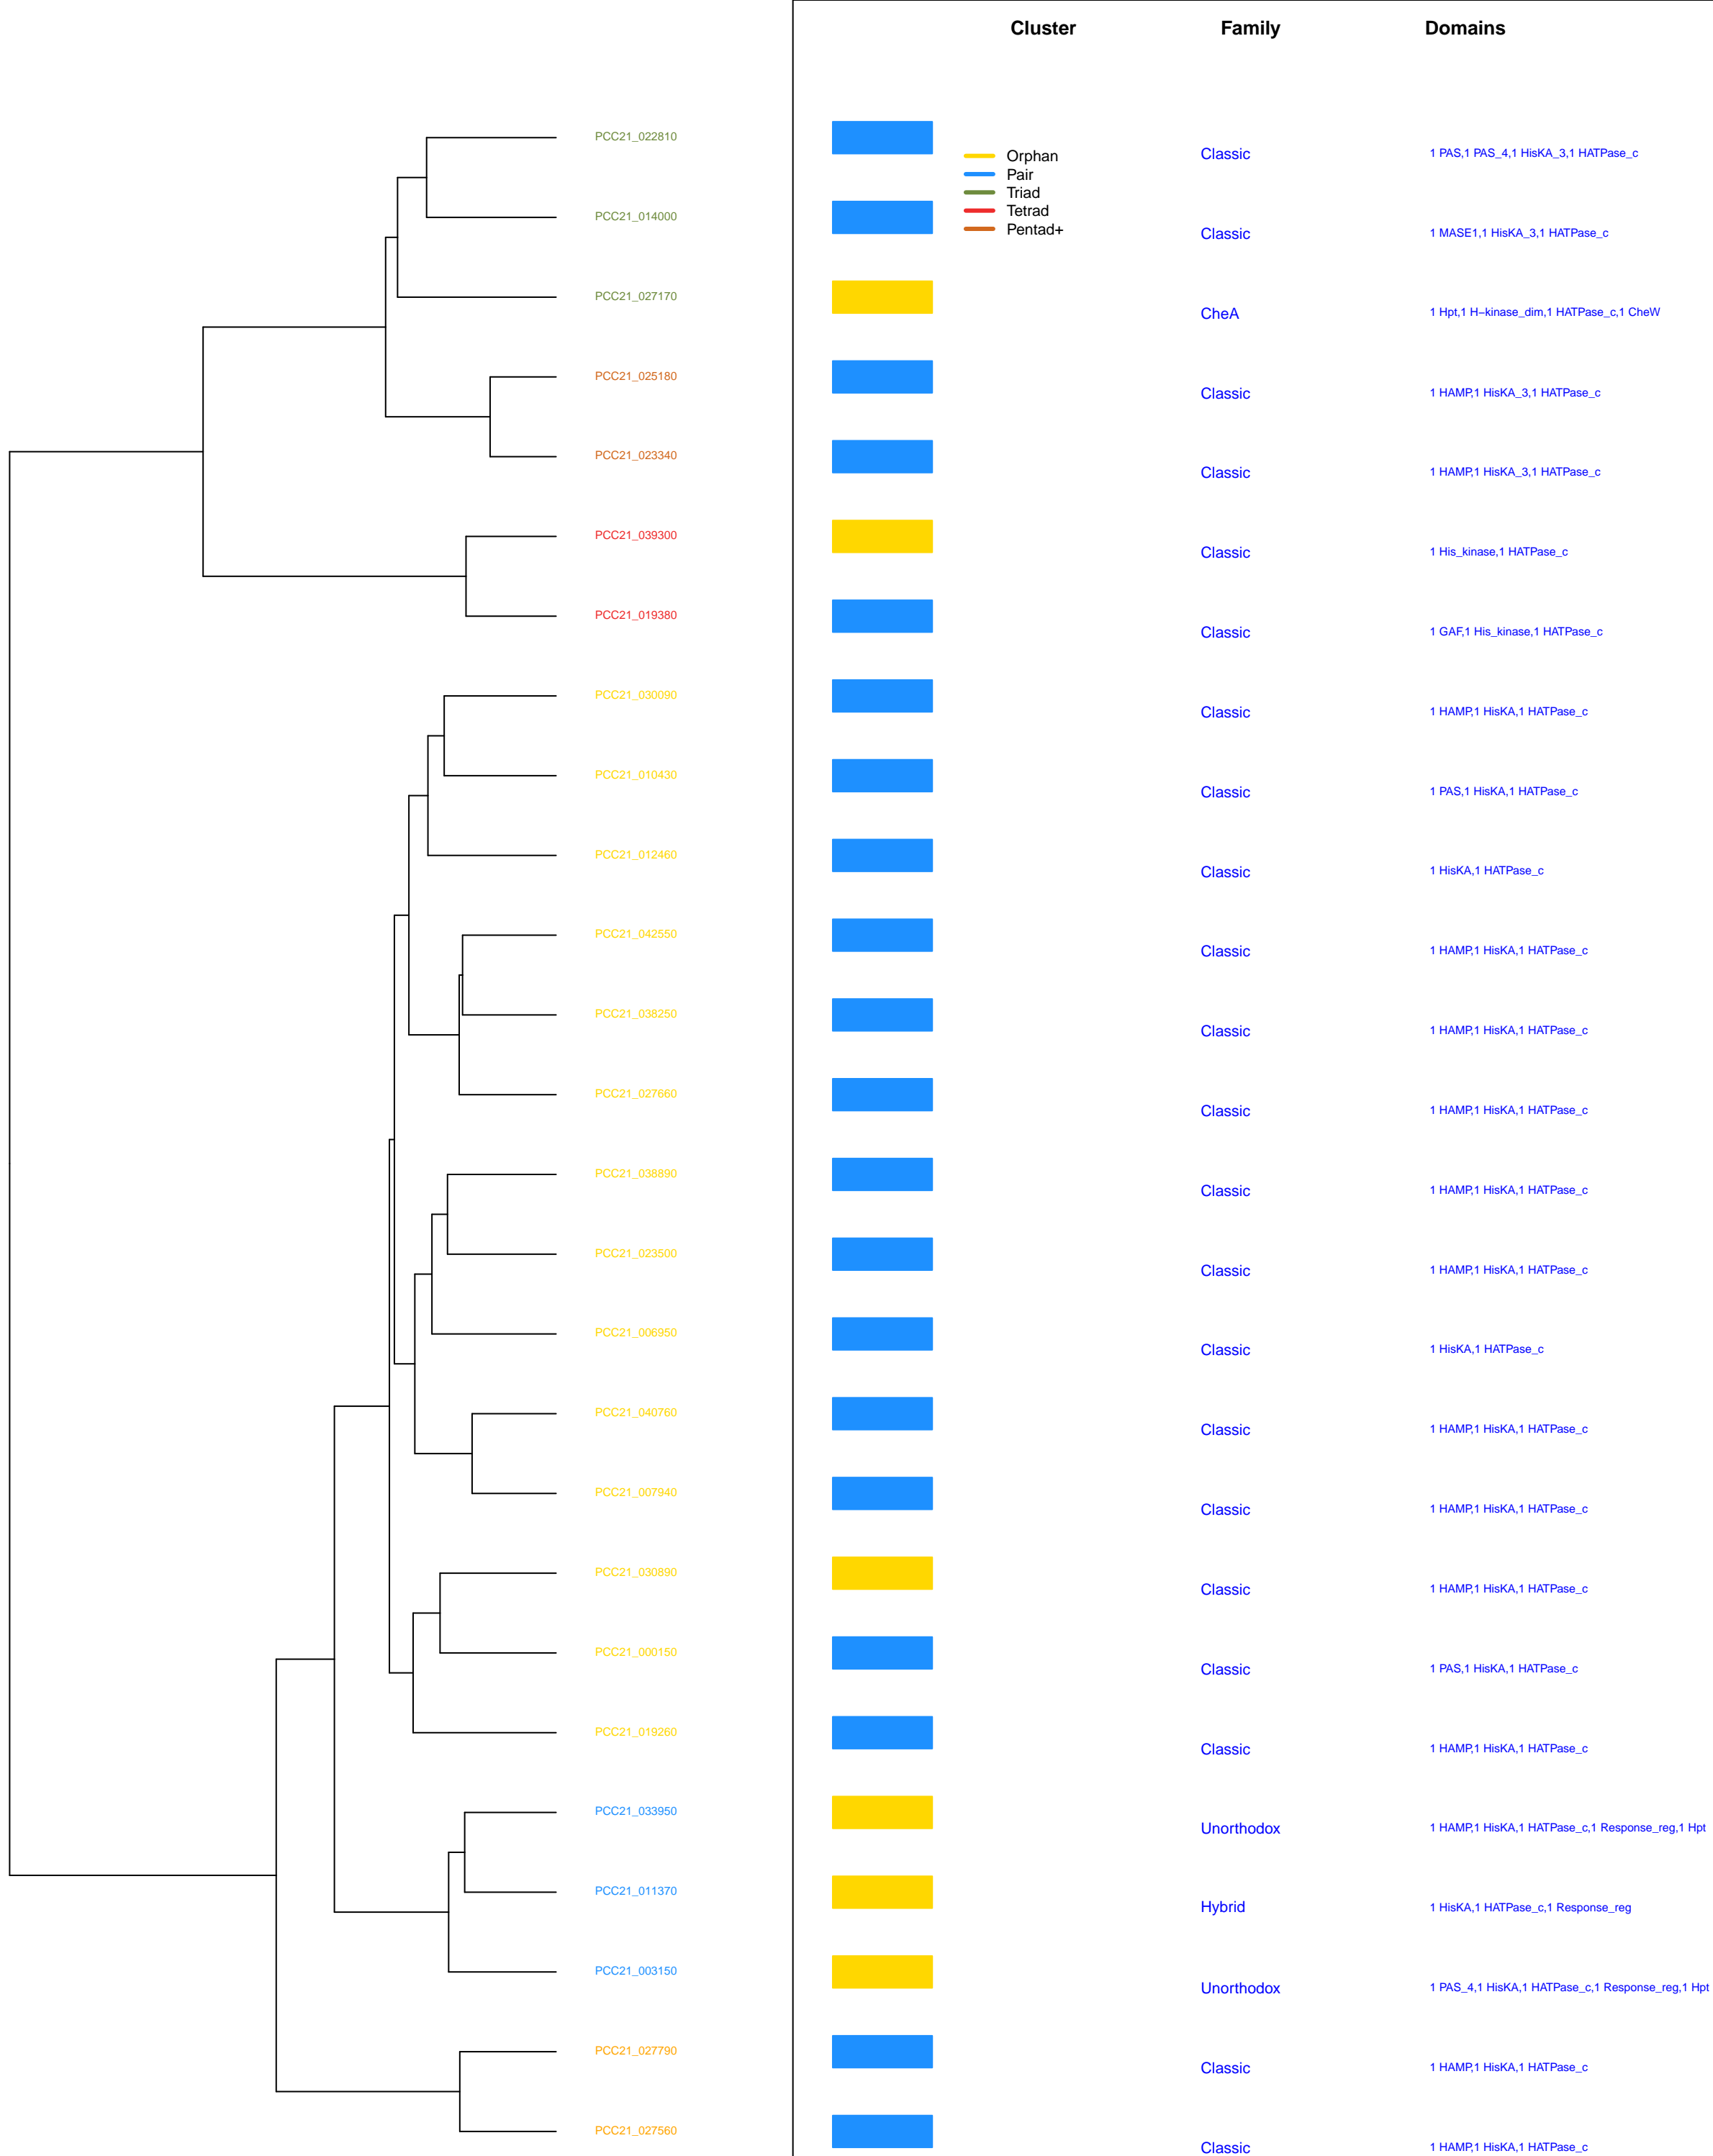 Cluster Family Domains
PCC21_022810 Classic 1 PAS,1 PAS_4,1 HisKA_3,1 HATPase_c
Orphan
Pair
Triad
Tetrad
Pentad+
PCC21_014000 Classic 1 MASE1,1 HisKA_3,1 HATPase_c
PCC21_027170 CheA 1 Hpt,1 H−kinase_dim,1 HATPase_c,1 CheW
PCC21_025180 Classic 1 HAMP,1 HisKA_3,1 HATPase_c
PCC21_023340 Classic 1 HAMP,1 HisKA_3,1 HATPase_c
PCC21_039300 Classic 1 His_kinase,1 HATPase_c
PCC21_019380 Classic 1 GAF,1 His_kinase,1 HATPase_c
PCC21_030090 Classic 1 HAMP,1 HisKA,1 HATPase_c
PCC21_010430 Classic 1 PAS,1 HisKA,1 HATPase_c
PCC21_012460 Classic 1 HisKA,1 HATPase_c
PCC21_042550 Classic 1 HAMP,1 HisKA,1 HATPase_c
PCC21_038250 Classic 1 HAMP,1 HisKA,1 HATPase_c
PCC21_027660 Classic 1 HAMP,1 HisKA,1 HATPase_c
PCC21_038890 Classic 1 HAMP,1 HisKA,1 HATPase_c
PCC21_023500 Classic 1 HAMP,1 HisKA,1 HATPase_c
PCC21_006950 Classic 1 HisKA,1 HATPase_c
PCC21_040760 Classic 1 HAMP,1 HisKA,1 HATPase_c
PCC21_007940 Classic 1 HAMP,1 HisKA,1 HATPase_c
PCC21_030890 Classic 1 HAMP,1 HisKA,1 HATPase_c
PCC21_000150 Classic 1 PAS,1 HisKA,1 HATPase_c
PCC21_019260 Classic 1 HAMP,1 HisKA,1 HATPase_c
PCC21_033950 Unorthodox 1 HAMP,1 HisKA,1 HATPase_c,1 Response_reg,1 Hpt
PCC21_011370 Hybrid 1 HisKA,1 HATPase_c,1 Response_reg
PCC21_003150 Unorthodox 1 PAS_4,1 HisKA,1 HATPase_c,1 Response_reg,1 Hpt
PCC21_027790 Classic 1 HAMP,1 HisKA,1 HATPase_c
PCC21_027560 Classic 1 HAMP,1 HisKA,1 HATPase_c